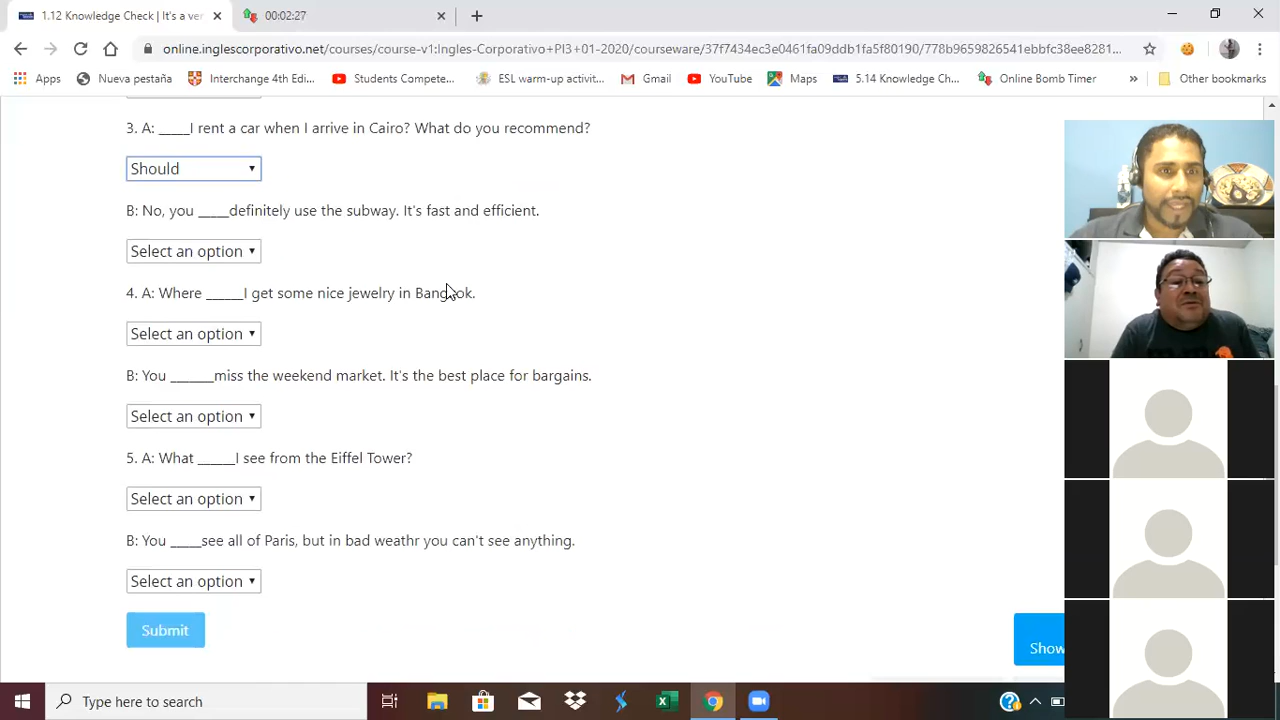 1.12 Knowledge Check | It's a ver
00:02:27
online.inglescorporativo.net/courses/course-v1:Ingles-Corporativo+PI3+01-2020/courseware/37f7434ec3e0461fa09ddb1fa5f80190/778b9659826541ebbfc38ee8281...
Apps Nueva pestaña Interchange 4th Edi... Students Compete... ESL warm-up activit... Gmail YouTube Maps 5.14 Knowledge Ch... Online Bomb Timer » Other bookmarks
3. A: _____I rent a car when I arrive in Cairo? What do you recommend?
Should
B: No, you _____definitely use the subway. It's fast and efficient.
Select an option
4. A: Where ______I get some nice jewelry in Bangkok.
Select an option
B: You _______miss the weekend market. It's the best place for bargains.
Select an option
5. A: What ______I see from the Eiffel Tower?
Select an option
B: You _____see all of Paris, but in bad weathr you can't see anything.
Select an option
Submit
Show
Type here to search